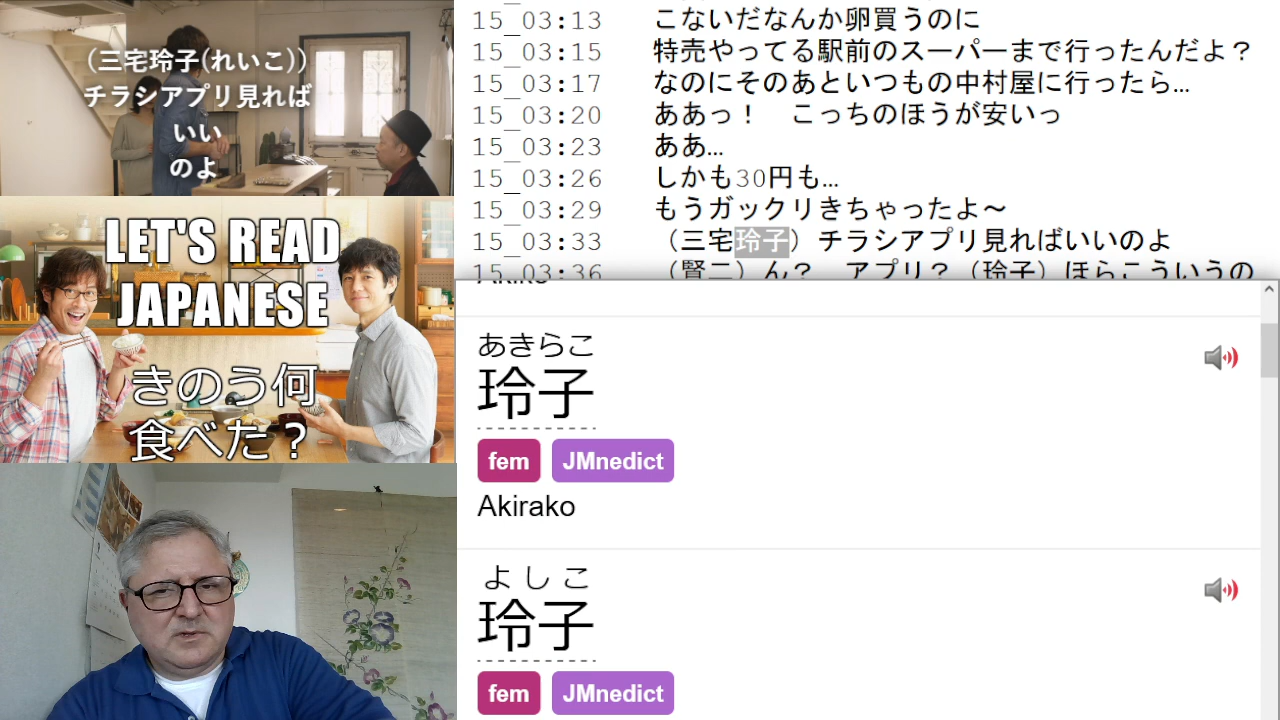 （三宅玲子(れいこ)）
チラシアプリ見れば
いい
のよ
LET'S READ
JAPANESE
きのう何
食べた？
15_03:13 こないだなんか卵買うのに
15_03:15 特売やってる駅前のスーパーまで行ったんだよ？
15_03:17 なのにそのあといつもの中村屋に行ったら…
15_03:20 ああっ！　こっちのほうが安いっ
15_03:23 ああ…
15_03:26 しかも30円も…
15_03:29 もうガックリきちゃったよ～
15_03:33 （三宅玲子）チラシアプリ見ればいいのよ
15_03:36 （賢二）ん？　アプリ？（玲子）ほらこういうの
あきらこ
玲子
fem JMnedict
Akirako
よしこ
玲子
fem JMnedict